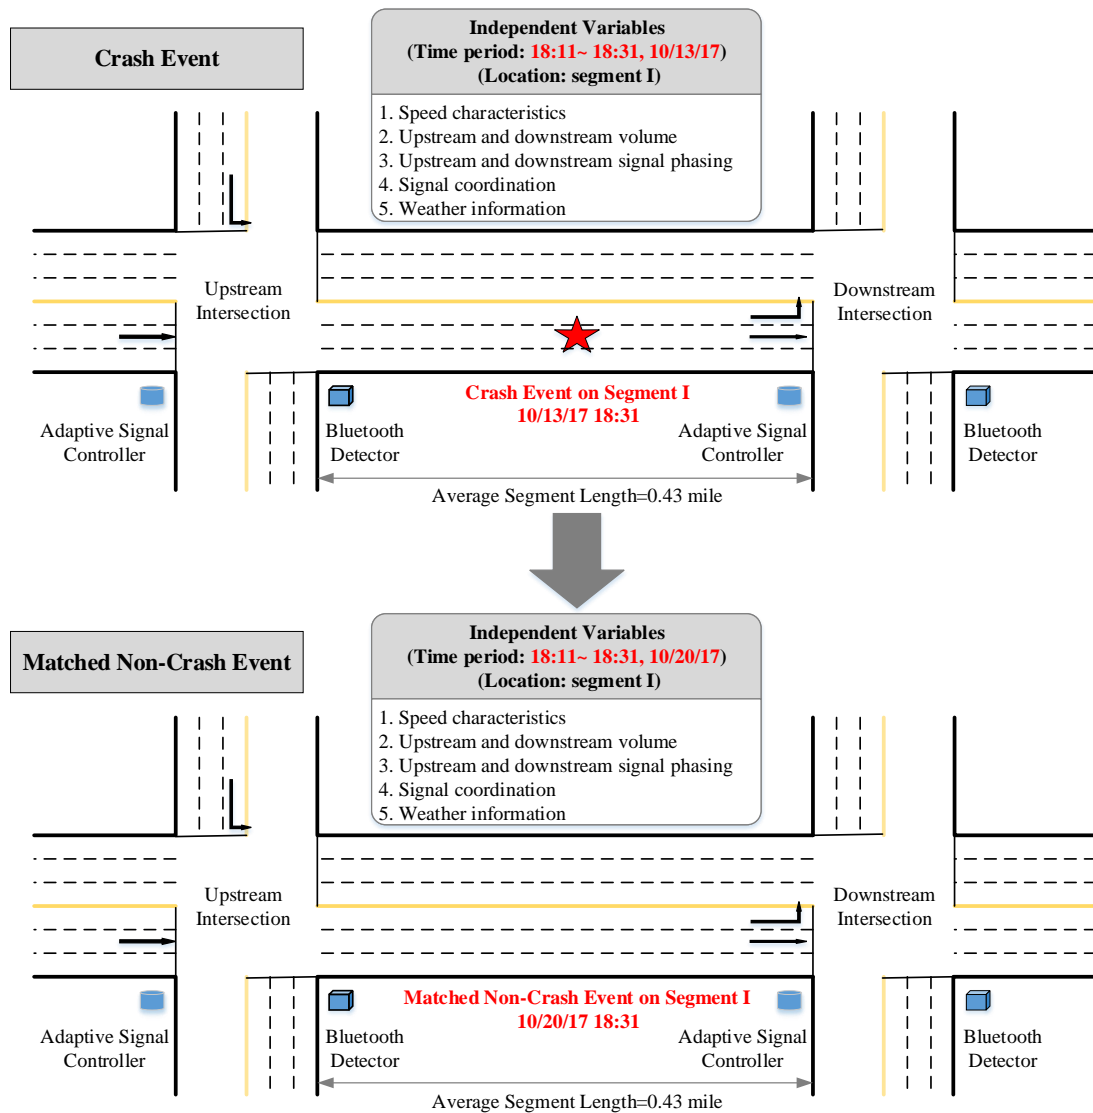 Crash Event
Independent Variables
(Time period: 18:11~ 18:31, 10/13/17)
(Location: segment I)
1. Speed characteristics
2. Upstream and downstream volume
3. Upstream and downstream signal phasing
4. Signal coordination
5. Weather information
Upstream
Intersection
Downstream
Intersection
Adaptive Signal
Controller
Bluetooth
Detector
Crash Event on Segment I
10/13/17 18:31
Adaptive Signal
Controller
Bluetooth
Detector
Average Segment Length=0.43 mile
Matched Non-Crash Event
Independent Variables
(Time period: 18:11~ 18:31, 10/20/17)
(Location: segment I)
1. Speed characteristics
2. Upstream and downstream volume
3. Upstream and downstream signal phasing
4. Signal coordination
5. Weather information
Upstream
Intersection
Downstream
Intersection
Adaptive Signal
Controller
Bluetooth
Detector
Matched Non-Crash Event on Segment I
10/20/17 18:31
Adaptive Signal
Controller
Bluetooth
Detector
Average Segment Length=0.43 mile